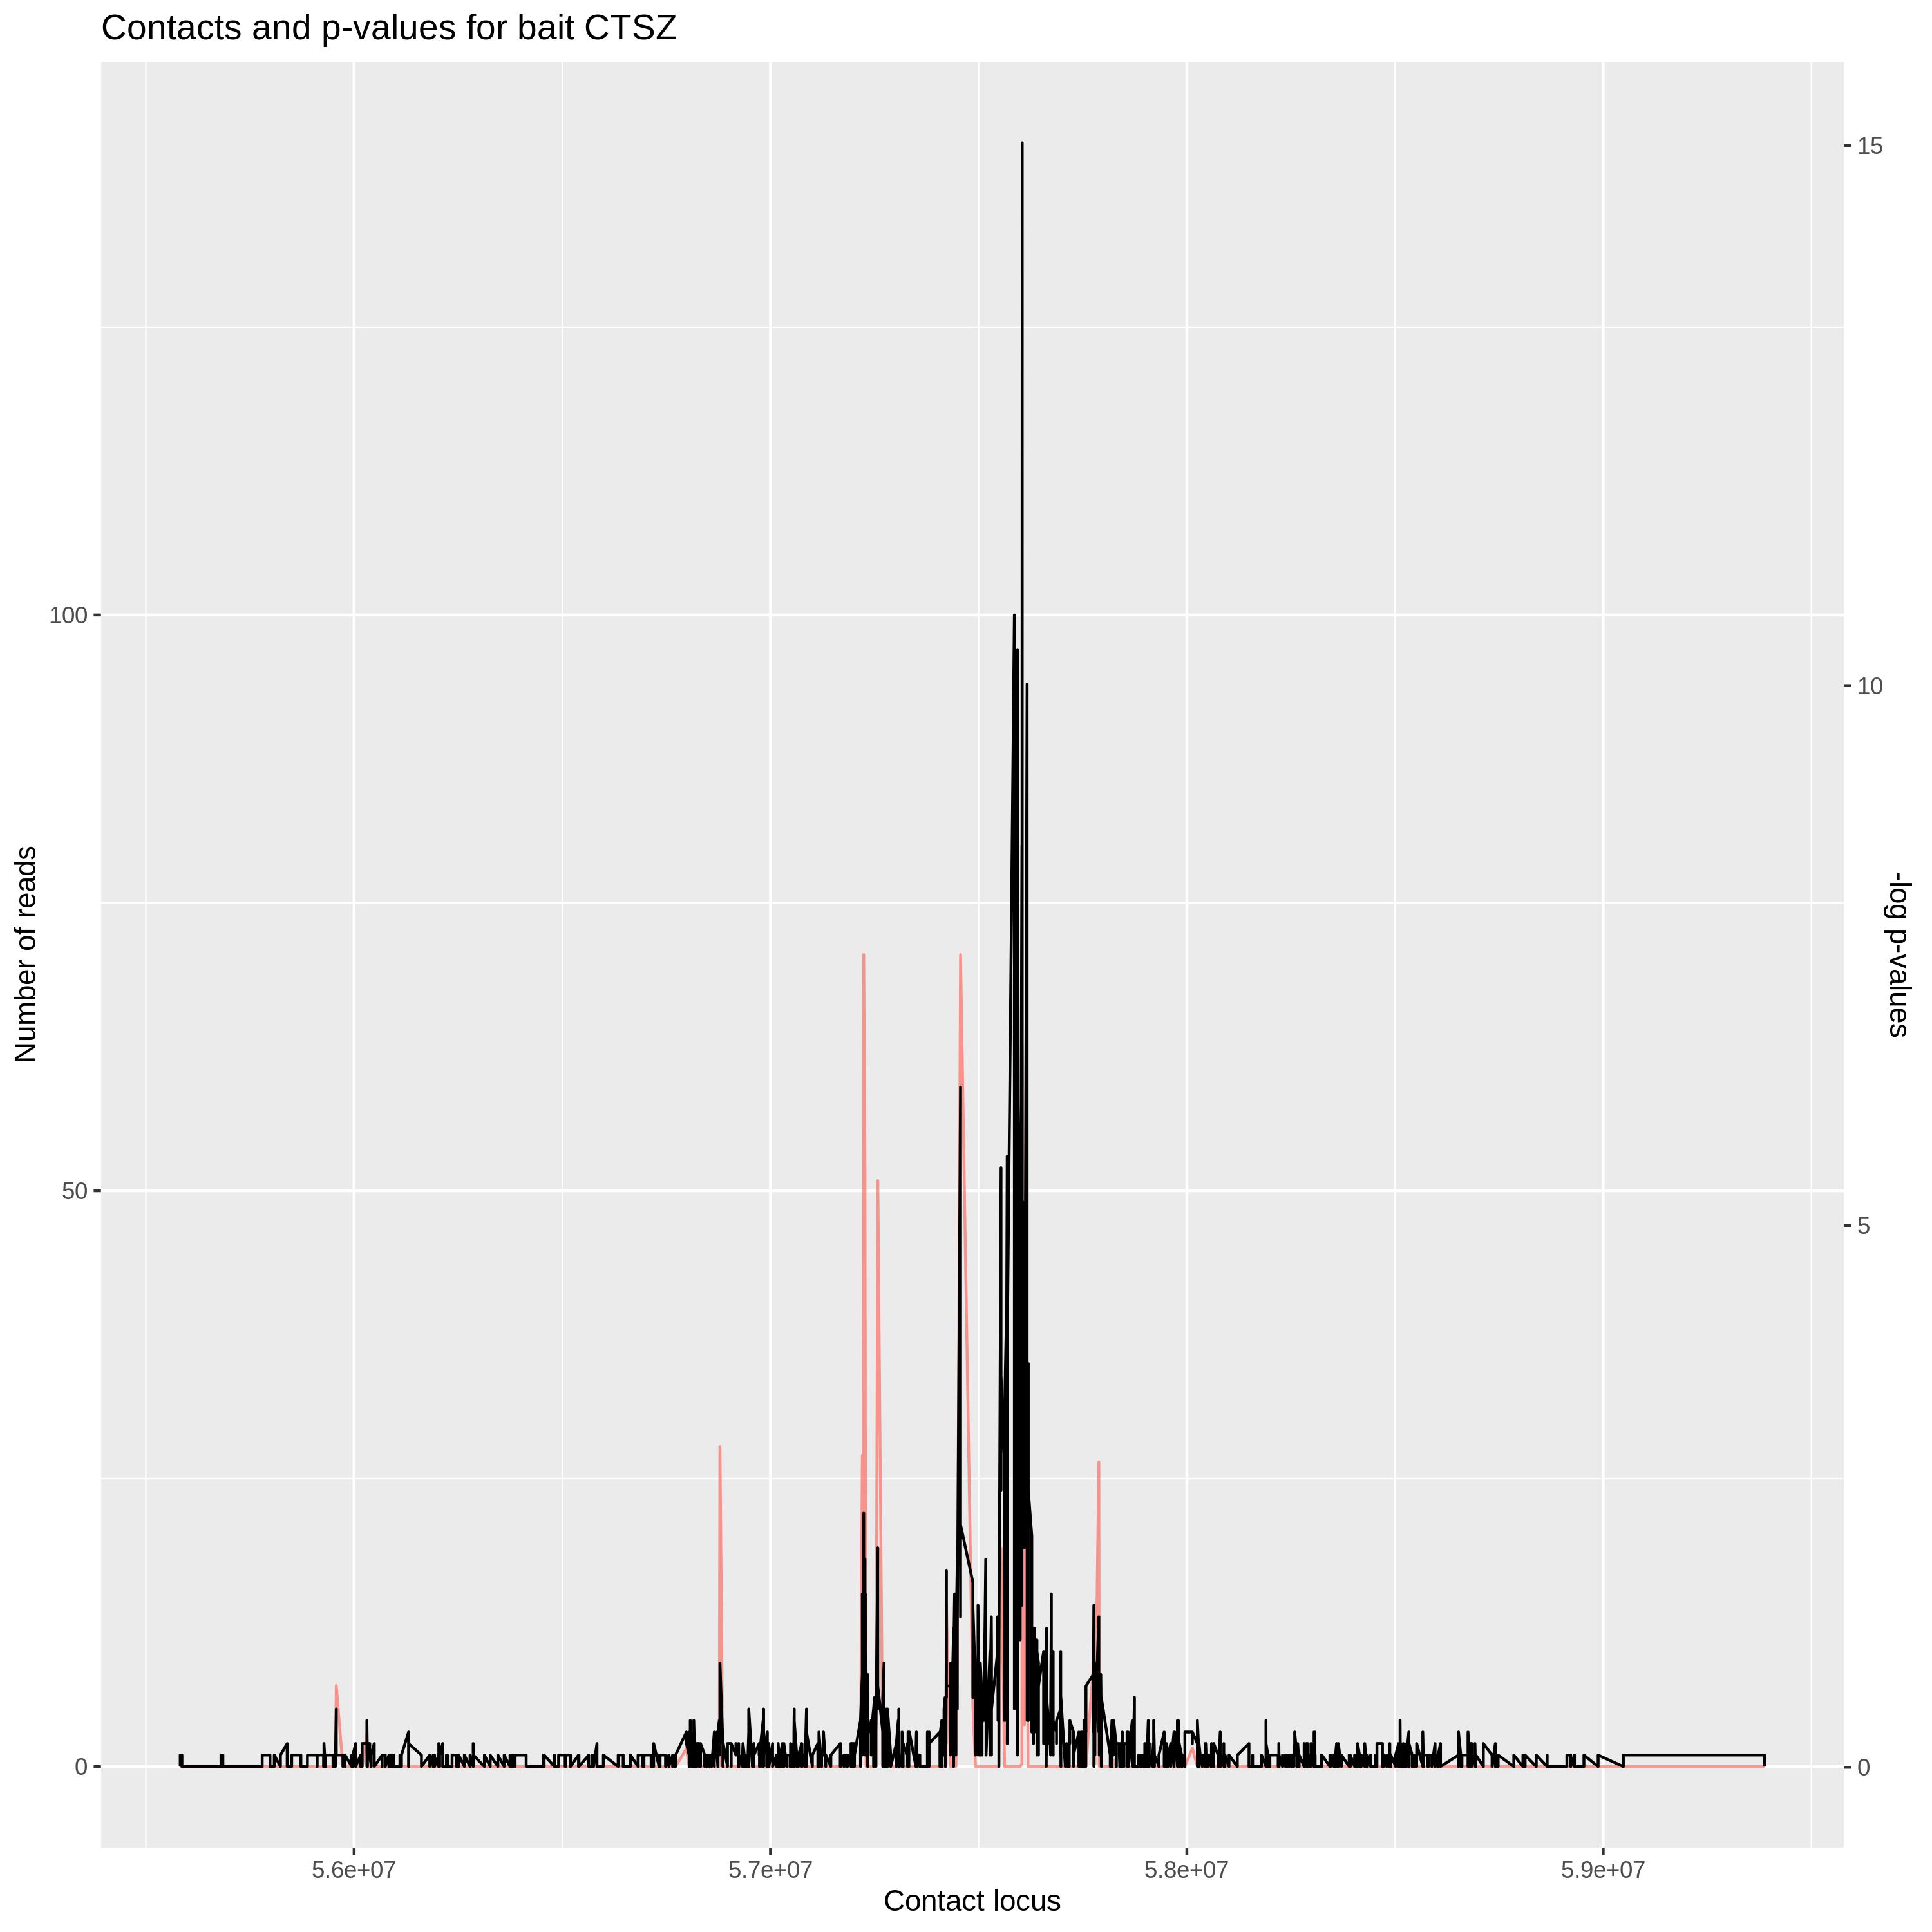 Contacts and p-values for bait CTSZ
15
100
10
Number of reads
-log p-values
50
5
0
0
5.6e+07
5.7e+07
5.8e+07
5.9e+07
Contact locus